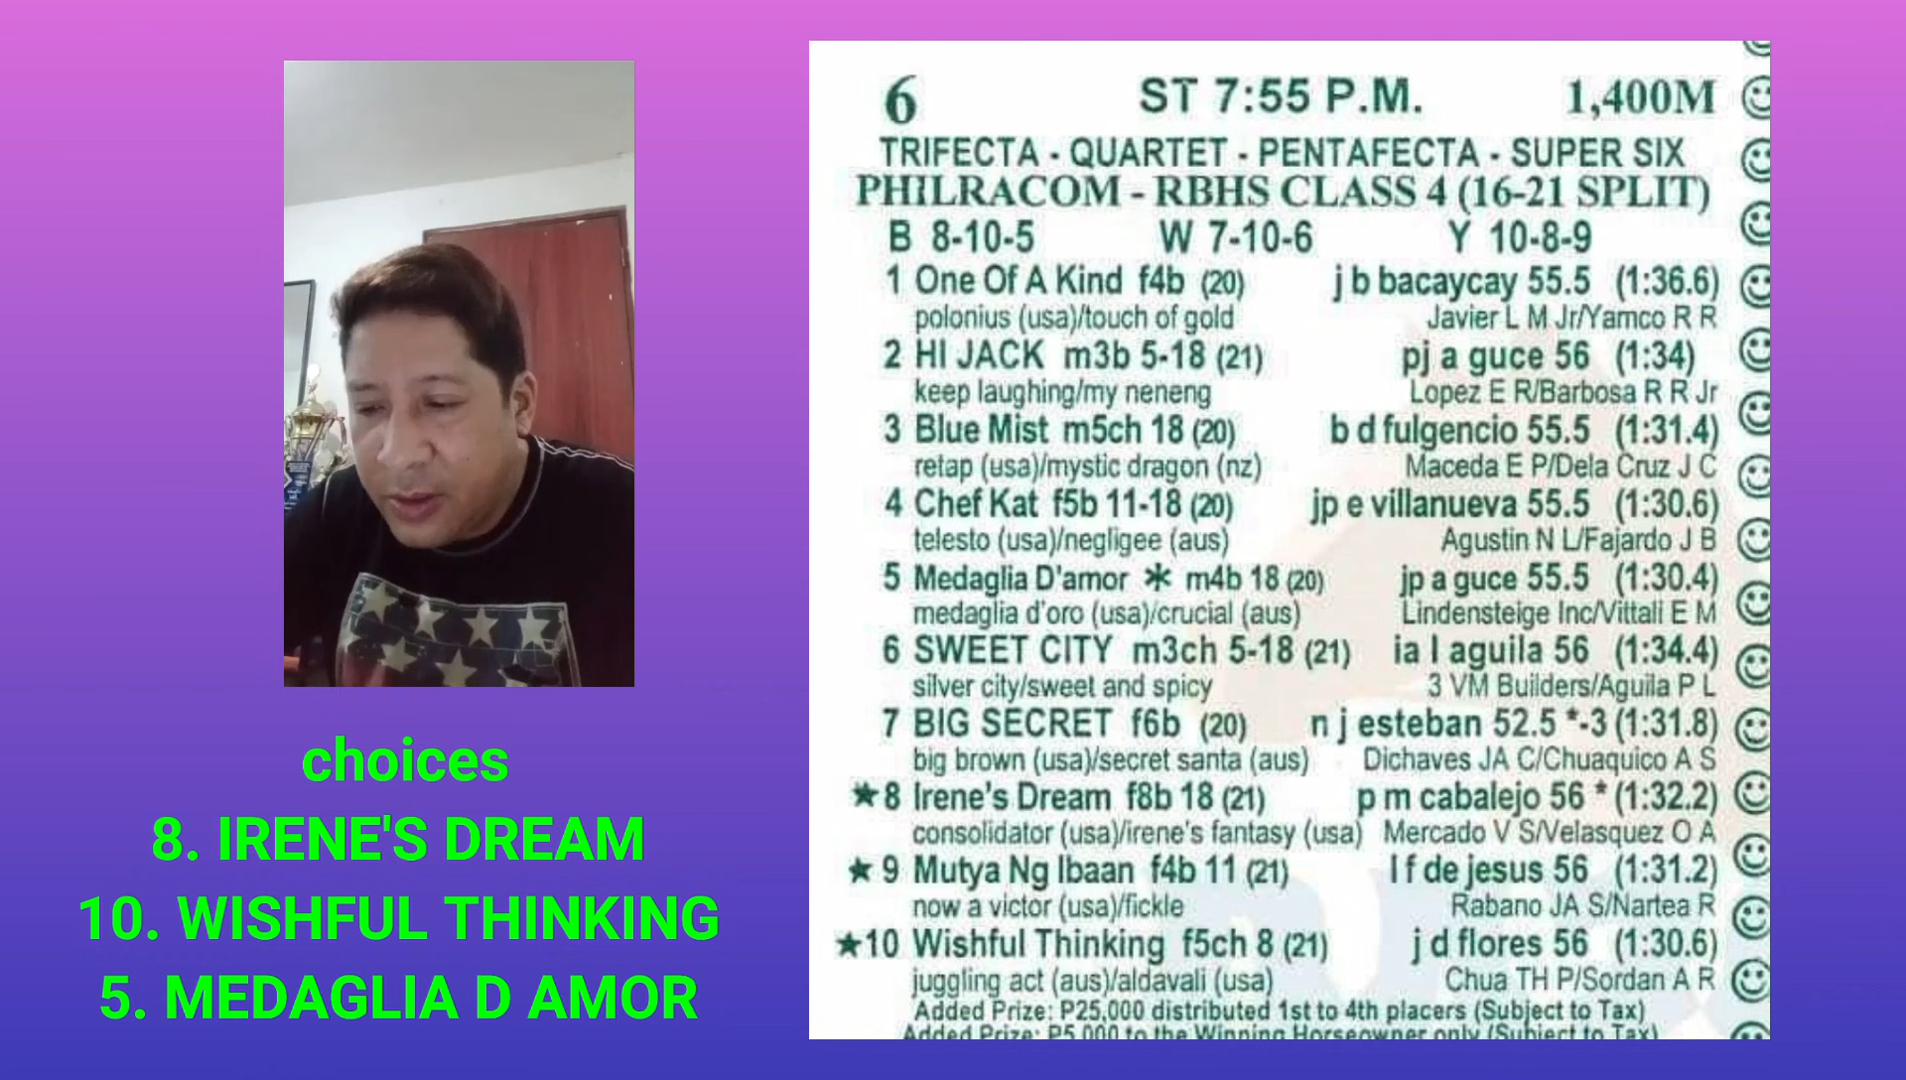 choices
8. IRENE'S DREAM
10. WISHFUL THINKING
5. MEDAGLIA D AMOR
6 ST 7:55 P.M. 1,400M
TRIFECTA - QUARTET - PENTAFECTA - SUPER SIX
PHILRACOM - RBHS CLASS 4 (16-21 SPLIT)
B 8-10-5 W 7-10-6 Y 10-8-9
1 One Of A Kind f4b (20) j b bacaycay 55.5 (1:36.6)
polonius (usa)/touch of gold Javier L M Jr/Yamco R R
2 HI JACK m3b 5-18 (21) pj a guce 56 (1:34)
keep laughing/my neneng Lopez E R/Barbosa R R Jr
3 Blue Mist m5ch 18 (20) b d fulgencio 55.5 (1:31.4)
retap (usa)/mystic dragon (nz) Maceda E P/Dela Cruz J C
4 Chef Kat f5b 11-18 (20) jp e villanueva 55.5 (1:30.6)
telesto (usa)/negligee (aus) Agustin N L/Fajardo J B
5 Medaglia D'amor * m4b 18 (20) jp a guce 55.5 (1:30.4)
medaglia d'oro (usa)/crucial (aus) Lindensteige Inc/Vittali E M
6 SWEET CITY m3ch 5-18 (21) ia l aguila 56 (1:34.4)
silver city/sweet and spicy 3 VM Builders/Aguila P L
7 BIG SECRET f6b (20) n j esteban 52.5 *-3 (1:31.8)
big brown (usa)/secret santa (aus) Dichaves JA C/Chuaquico A S
★8 Irene's Dream f8b 18 (21) p m cabalejo 56 * (1:32.2)
consolidator (usa)/irene's fantasy (usa) Mercado V S/Velasquez O A
★ 9 Mutya Ng Ibaan f4b 11 (21) l f de jesus 56 (1:31.2)
now a victor (usa)/fickle Rabano JA S/Nartea R
★10 Wishful Thinking f5ch 8 (21) j d flores 56 (1:30.6)
juggling act (aus)/aldavali (usa) Chua TH P/Sordan A R
Added Prize: P25,000 distributed 1st to 4th placers (Subject to Tax)
Added Prize: P5,000 to the Winning Horseowner only (Subject to Tax)